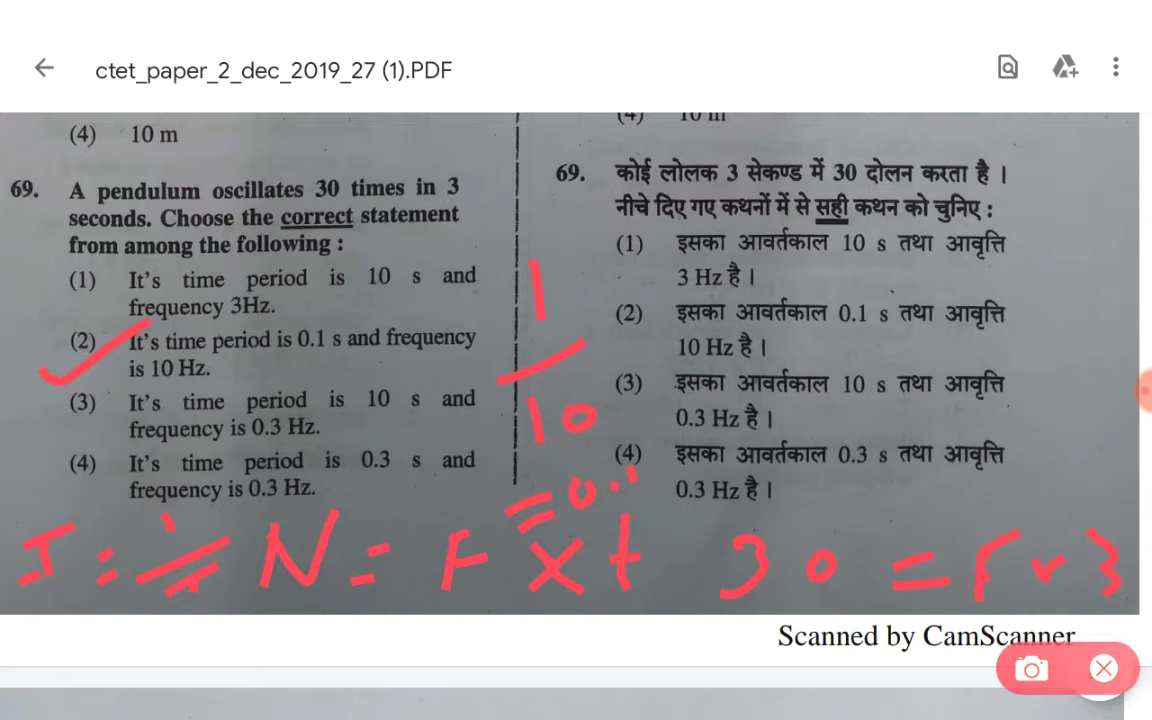 ctet_paper_2_dec_2019_27 (1).PDF
(4) 10 m
69. A pendulum oscillates 30 times in 3
seconds. Choose the correct statement
from among the following :
(1) It's time period is 10 s and
frequency 3Hz.
(2) It's time period is 0.1 s and frequency
is 10 Hz.
(3) It's time period is 10 s and
frequency is 0.3 Hz.
(4) It's time period is 0.3 s and
frequency is 0.3 Hz.
(4) 10 m
69. कोई लोलक 3 सेकण्ड में 30 दोलन करता है ।
नीचे दिए गए कथनों में से सही कथन को चुनिए :
(1) इसका आवर्तकाल 10 s तथा आवृत्ति
3 Hz है ।
(2) इसका आवर्तकाल 0.1 s तथा आवृत्ति
10 Hz है ।
(3) इसका आवर्तकाल 10 s तथा आवृत्ति
0.3 Hz है ।
(4) इसका आवर्तकाल 0.3 s तथा आवृत्ति
0.3 Hz है ।
1
10
N = F x t 30 = F x 3
Scanned by CamScanner